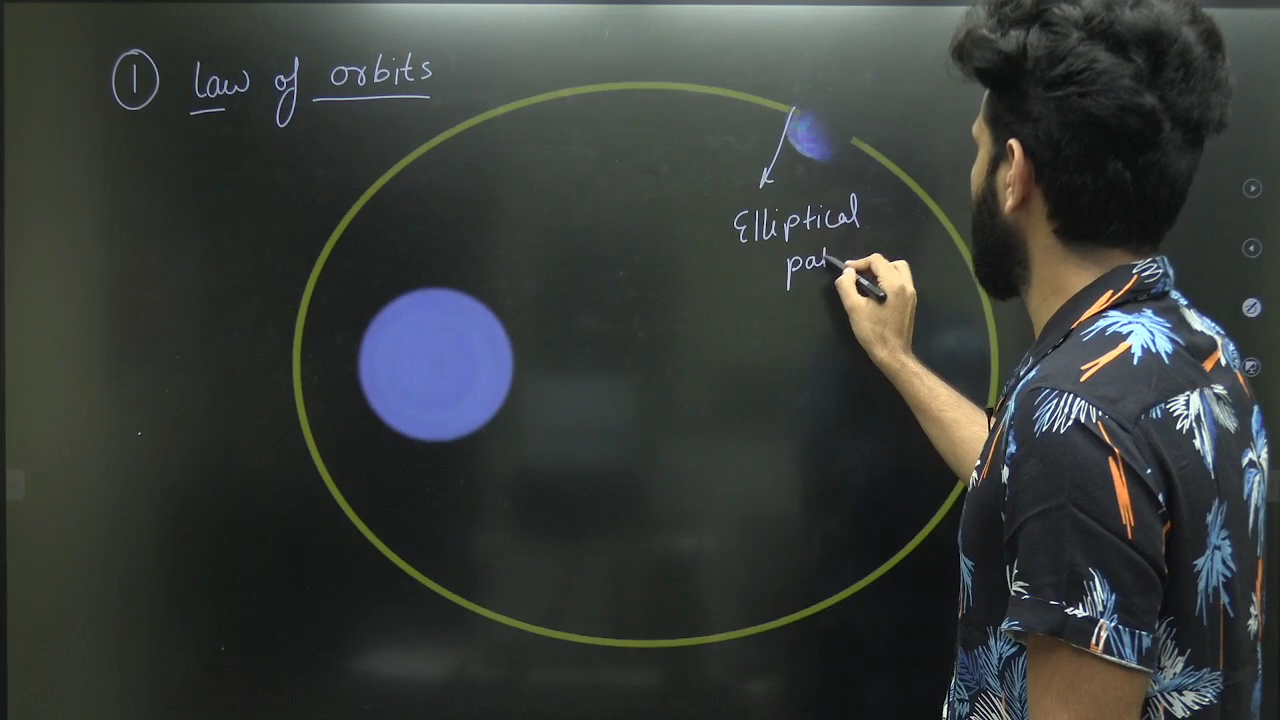 ① Law of orbits
Elliptical
pat